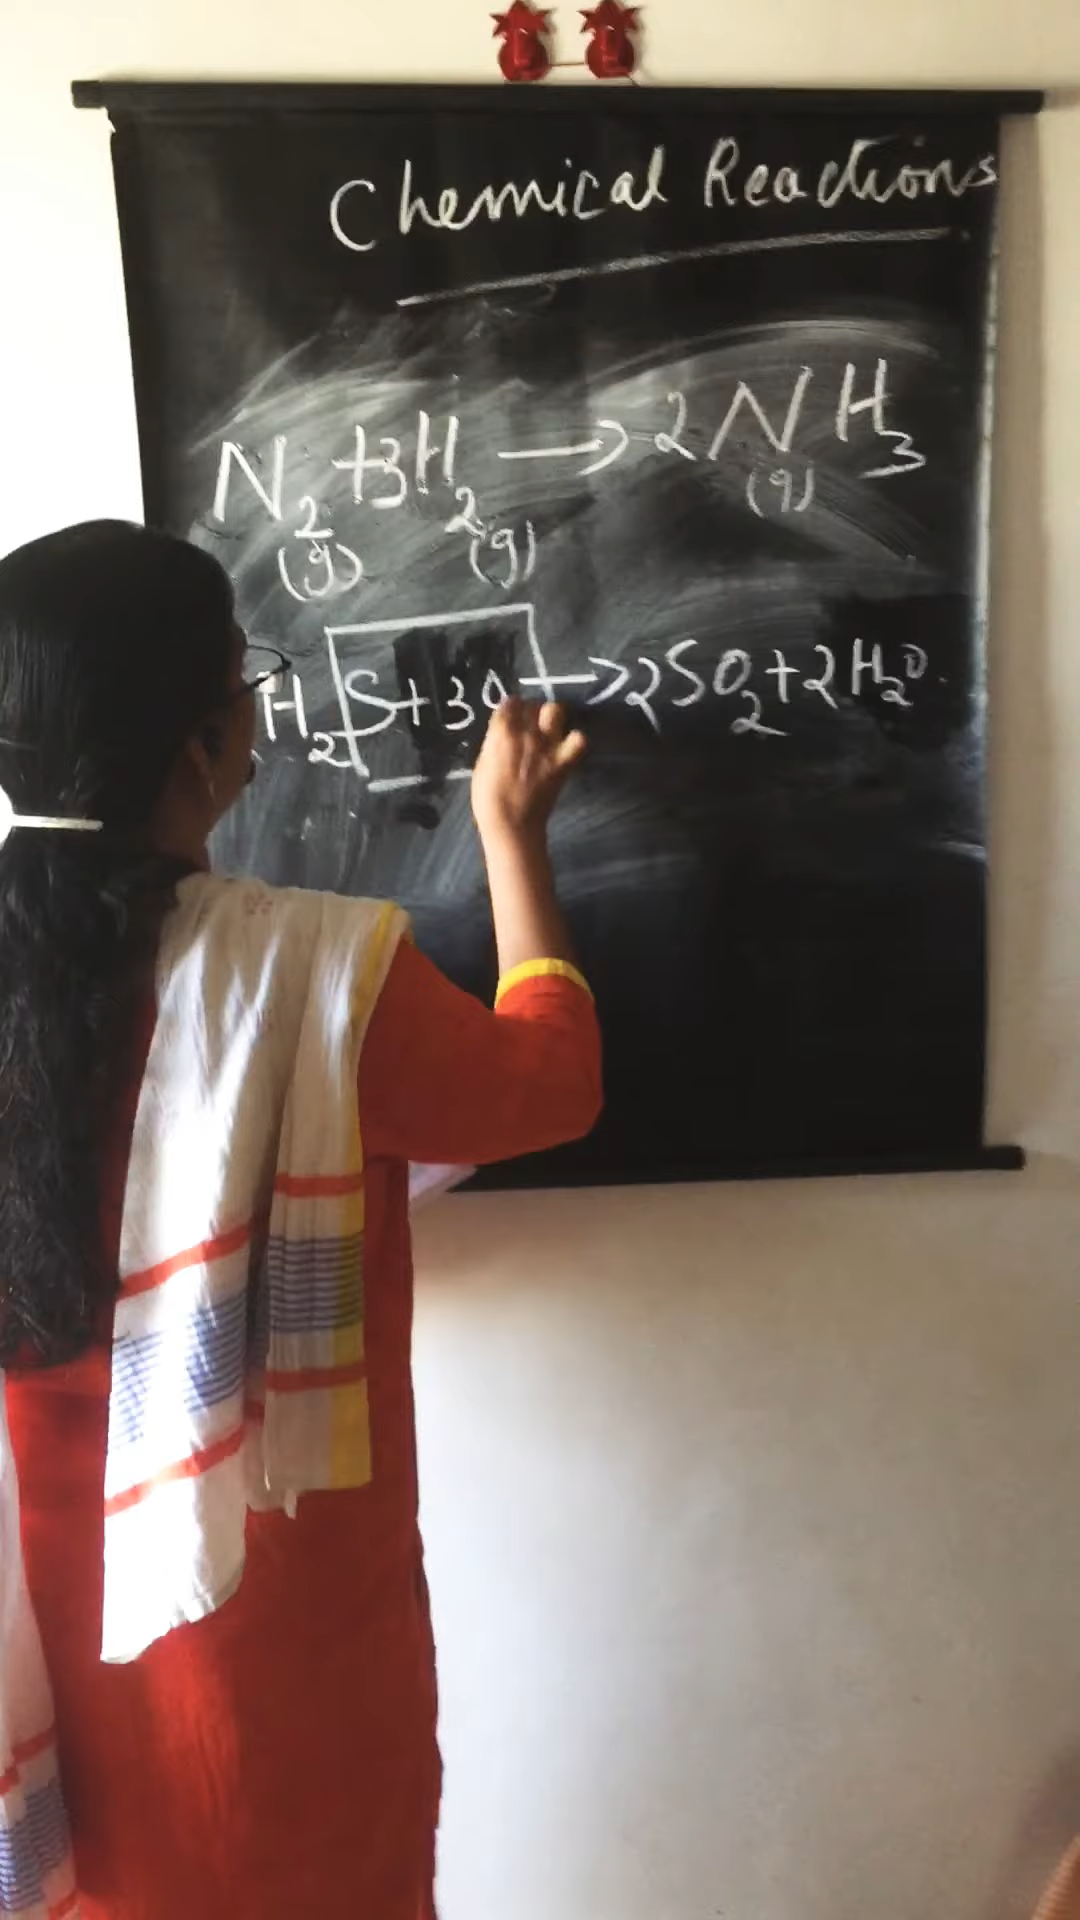 Chemical Reactions
N₂ + 3H₂ → 2NH₃
(g) (g) (g)
H₂S + 3O → 2SO₂ + 2H₂O.